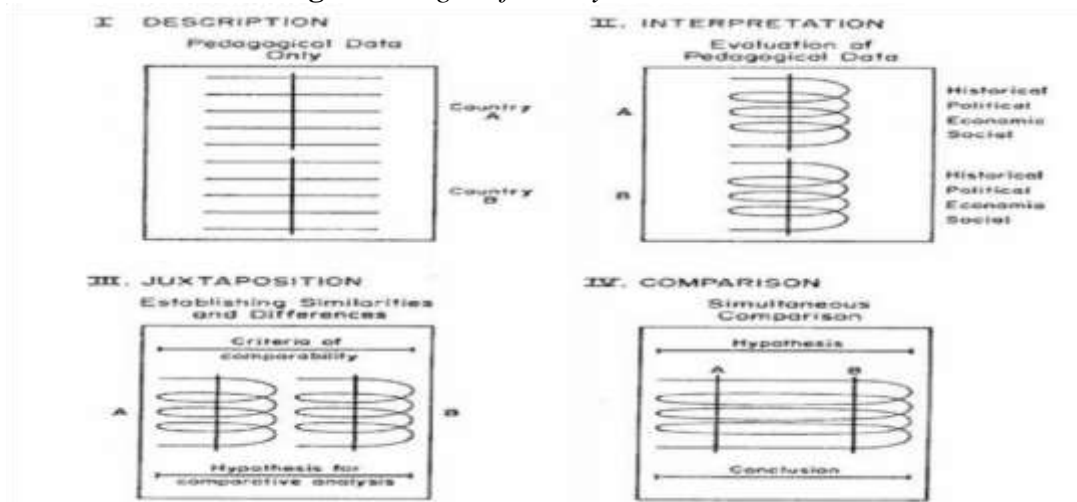 I DESCRIPTION
Pedagogical Data
Only
Country
A
Country
B
II. INTERPRETATION
Evaluation of
Pedagogical Data
A
Historical
Political
Economic
Social
B
Historical
Political
Economic
Social
III. JUXTAPOSITION
Establishing Similarities
and Differences
Criteria of
comparability
A
B
Hypothesis for
comparative analysis
IV. COMPARISON
Simultaneous
Comparison
Hypothesis
A B
Conclusion